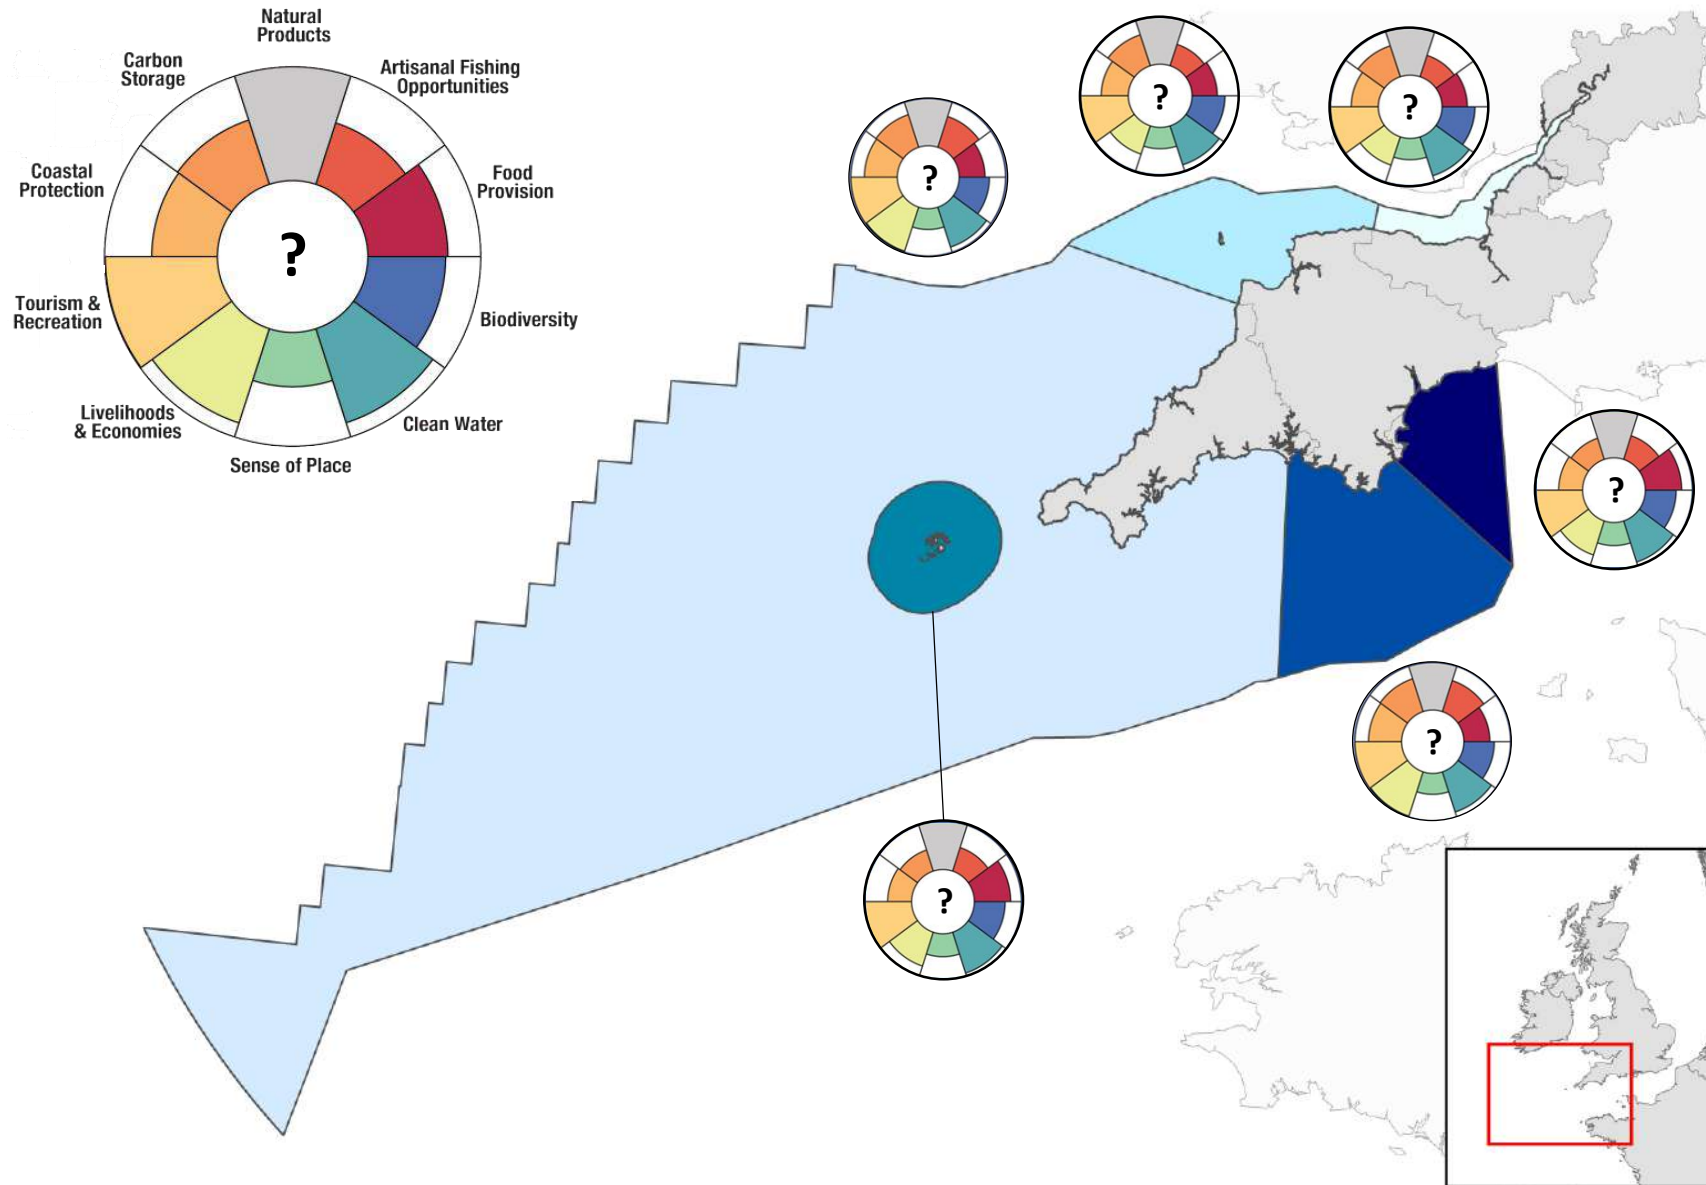 Natural
Products
Carbon
Storage
Artisanal Fishing
Opportunities
Coastal
Protection
Food
Provision
?
Tourism &
Recreation
Biodiversity
Livelihoods
& Economies
Clean Water
Sense of Place
?
?
?
?
?
?